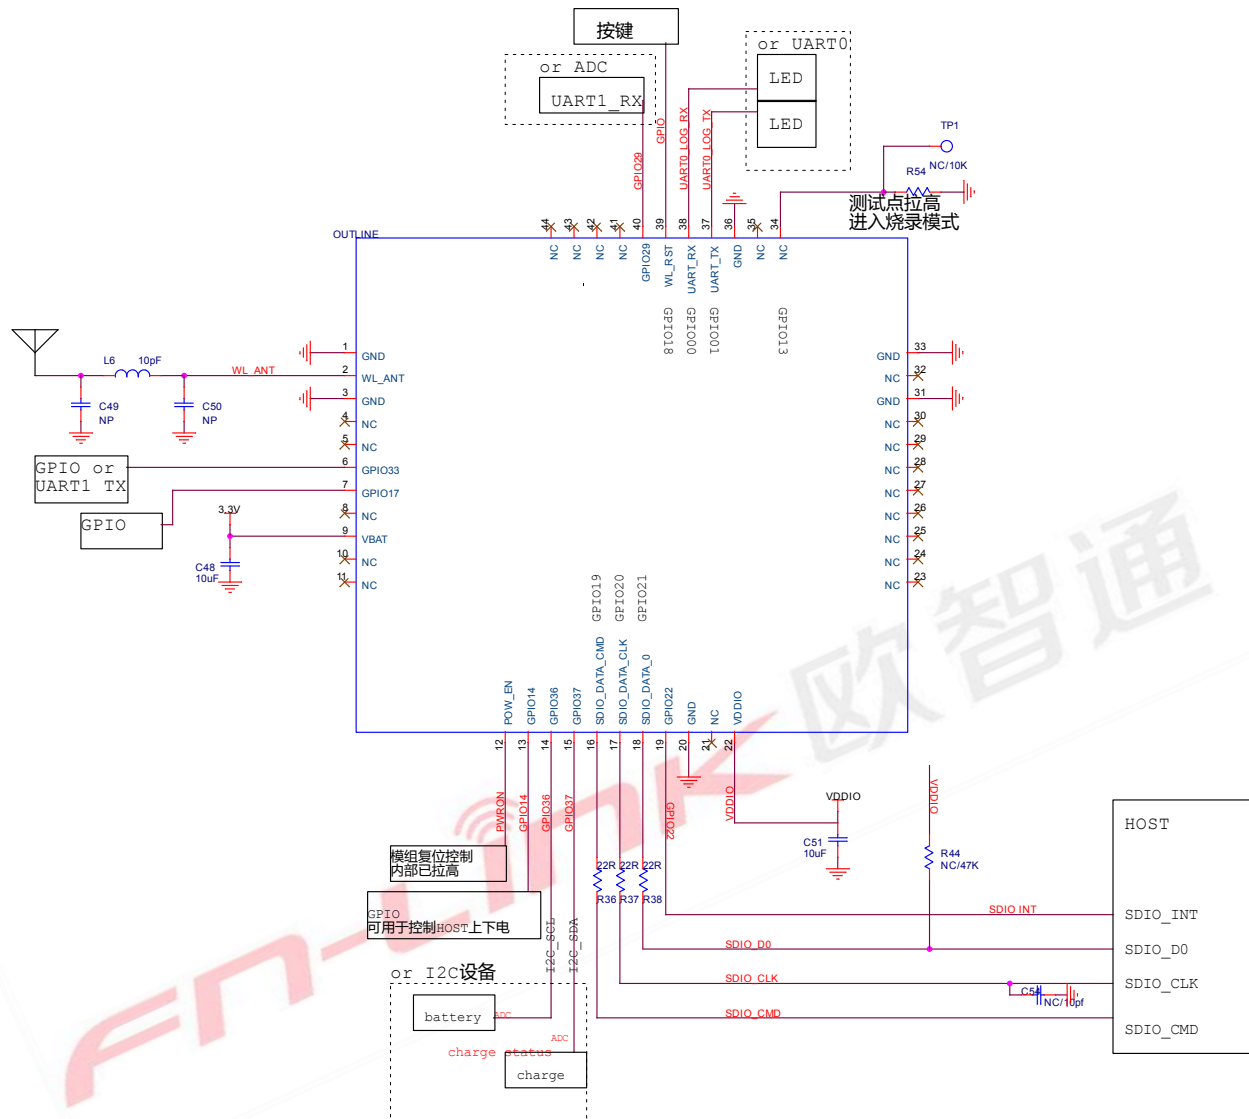 按键
or UART0
LED
LED
or ADC
UART1_RX
GPIO29
GPIO
UART0_LOG_RX
UART0_LOG_TX
TP1
NC/10K
R54
测试点拉高
进入烧录模式
OUTLINE
44
43
42
41
40
39
38
37
36
35
34
NC
NC
NC
NC
GPIO29
WL_RST
UART_RX
UART_TX
GND
NC
NC
GPIO18
GPIO00
GPIO01
GPIO13
L6
10pF
WL_ANT
C49
NP
C50
NP
1
GND
2
WL_ANT
3
GND
4
NC
5
NC
6
GPIO33
7
GPIO17
8
NC
9
VBAT
10
NC
11
NC
GPIO or
UART1 TX
GPIO
3.3V
C48
10uF
GND
33
NC
32
GND
31
NC
30
NC
29
NC
28
NC
27
NC
26
NC
25
NC
24
NC
23
GPIO19
GPIO20
GPIO21
POW_EN
GPIO14
GPIO36
GPIO37
SDIO_DATA_CMD
SDIO_DATA_CLK
SDIO_DATA_0
GPIO22
GND
NC
VDDIO
12
13
14
15
16
17
18
19
20
21
22
PWRON
GPIO14
GPIO36
GPIO37
GPIO22
VDDIO
VDDIO
C51
10uF
VDDIO
R44
NC/47K
模组复位控制
内部已拉高
GPIO
可用于控制HOST上下电
22R
22R
22R
R36
R37
R38
I2C_SCL
I2C_SDA
or I2C设备
battery
ADC
ADC
charge status
charge
SDIO INT
SDIO_D0
SDIO_CLK
SDIO_CMD
C54
NC/10pf
HOST
SDIO_INT
SDIO_D0
SDIO_CLK
SDIO_CMD
Fn-Link 欧智通